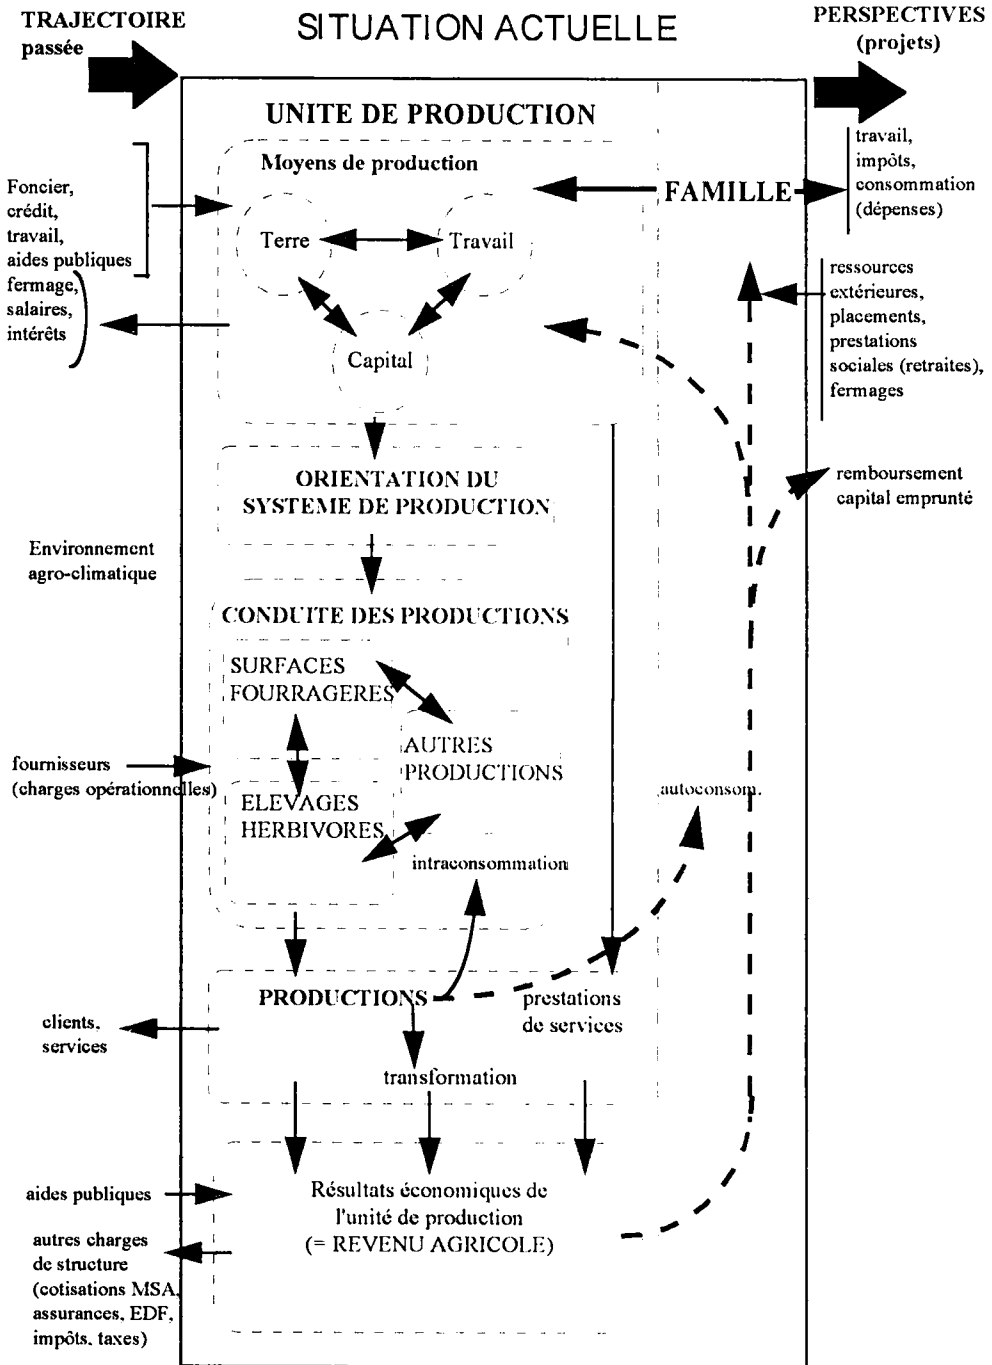 TRAJECTOIRE
passée
SITUATION ACTUELLE
PERSPECTIVES
(projets)
UNITE DE PRODUCTION
Moyens de production
Terre
Travail
Capital
FAMILLE
travail,
impôts,
consommation
(dépenses)
Foncier,
crédit,
travail,
aides publiques
fermage,
salaires,
intérêts
ressources
extérieures,
placements,
prestations
sociales (retraites),
fermages
remboursement
capital emprunté
ORIENTATION DU
SYSTEME DE PRODUCTION
Environnement
agro-climatique
CONDUITE DES PRODUCTIONS
SURFACES
FOURRAGERES
AUTRES
PRODUCTIONS
ELEVAGES
HERBIVORES
intraconsommation
fournisseurs
(charges opérationnelles)
autoconsom.
PRODUCTIONS
prestations
de services
transformation
clients,
services
aides publiques
Résultats économiques de
l'unité de production
(= REVENU AGRICOLE)
autres charges
de structure
(cotisations MSA,
assurances, EDF,
impôts, taxes)